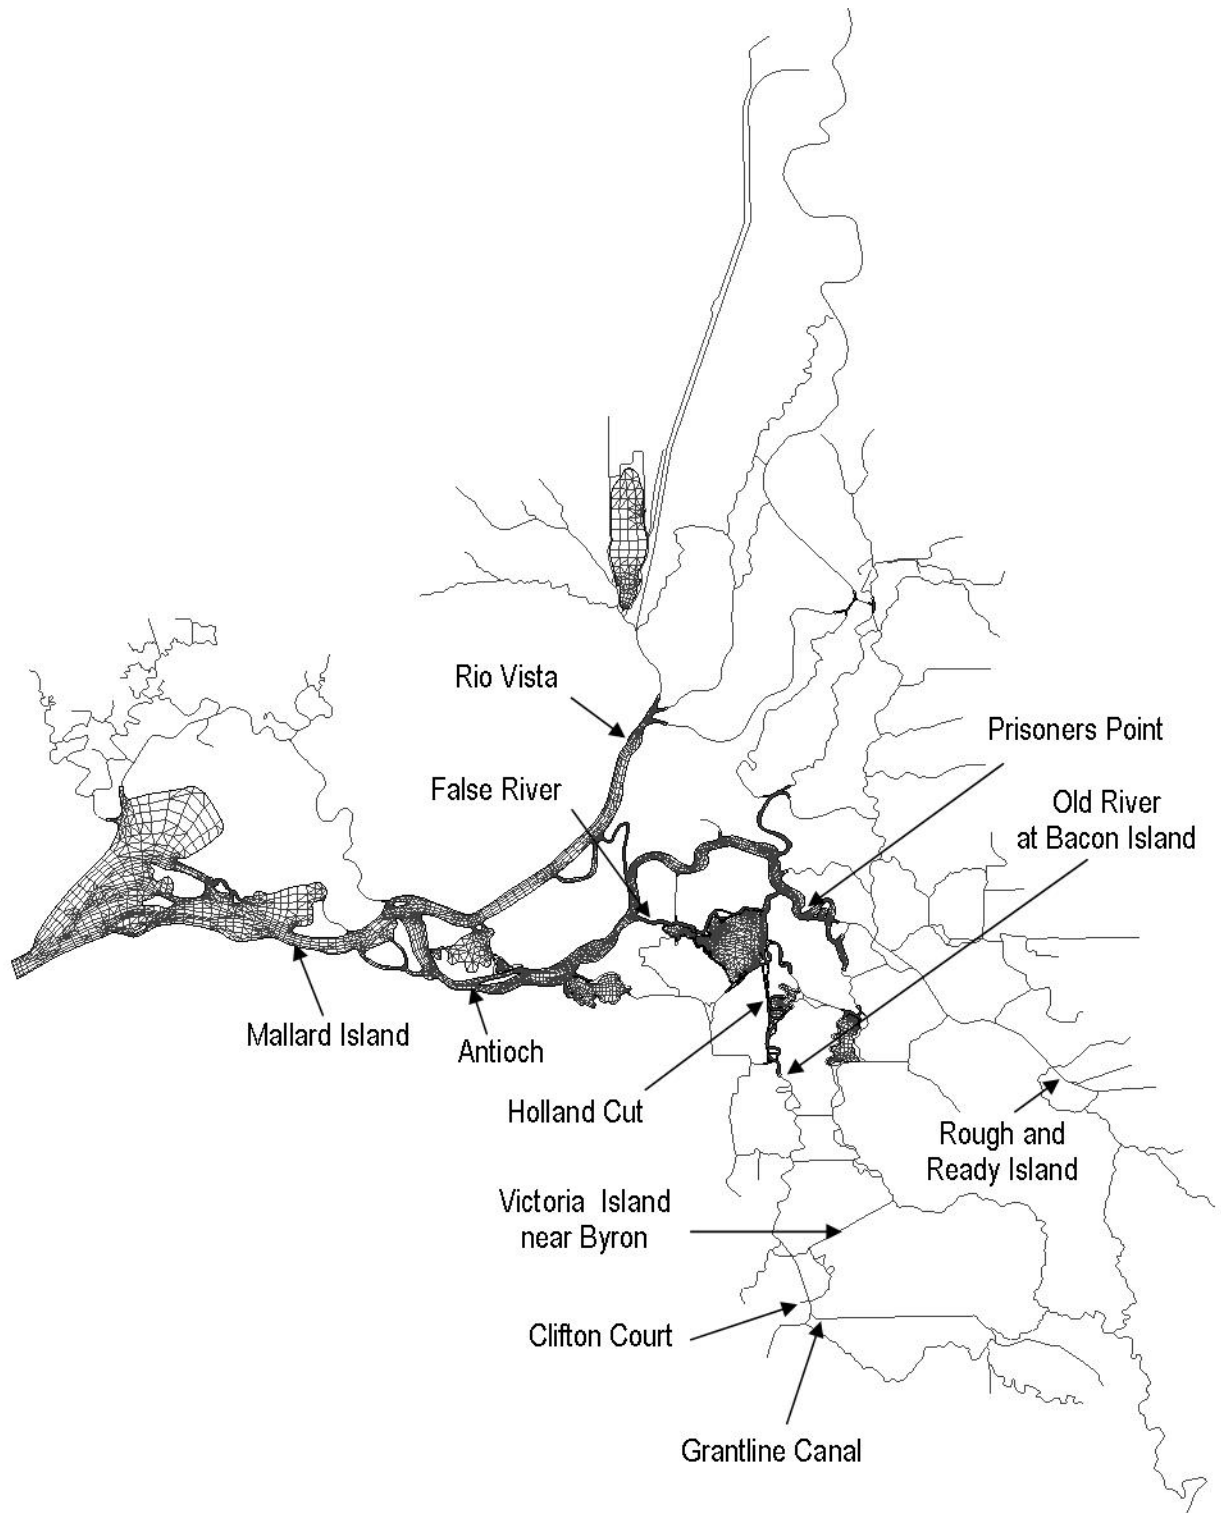 Rio Vista
Prisoners Point
False River
Old River
at Bacon Island
Mallard Island
Antioch
Holland Cut
Rough and
Ready Island
Victoria Island
near Byron
Clifton Court
Grantline Canal